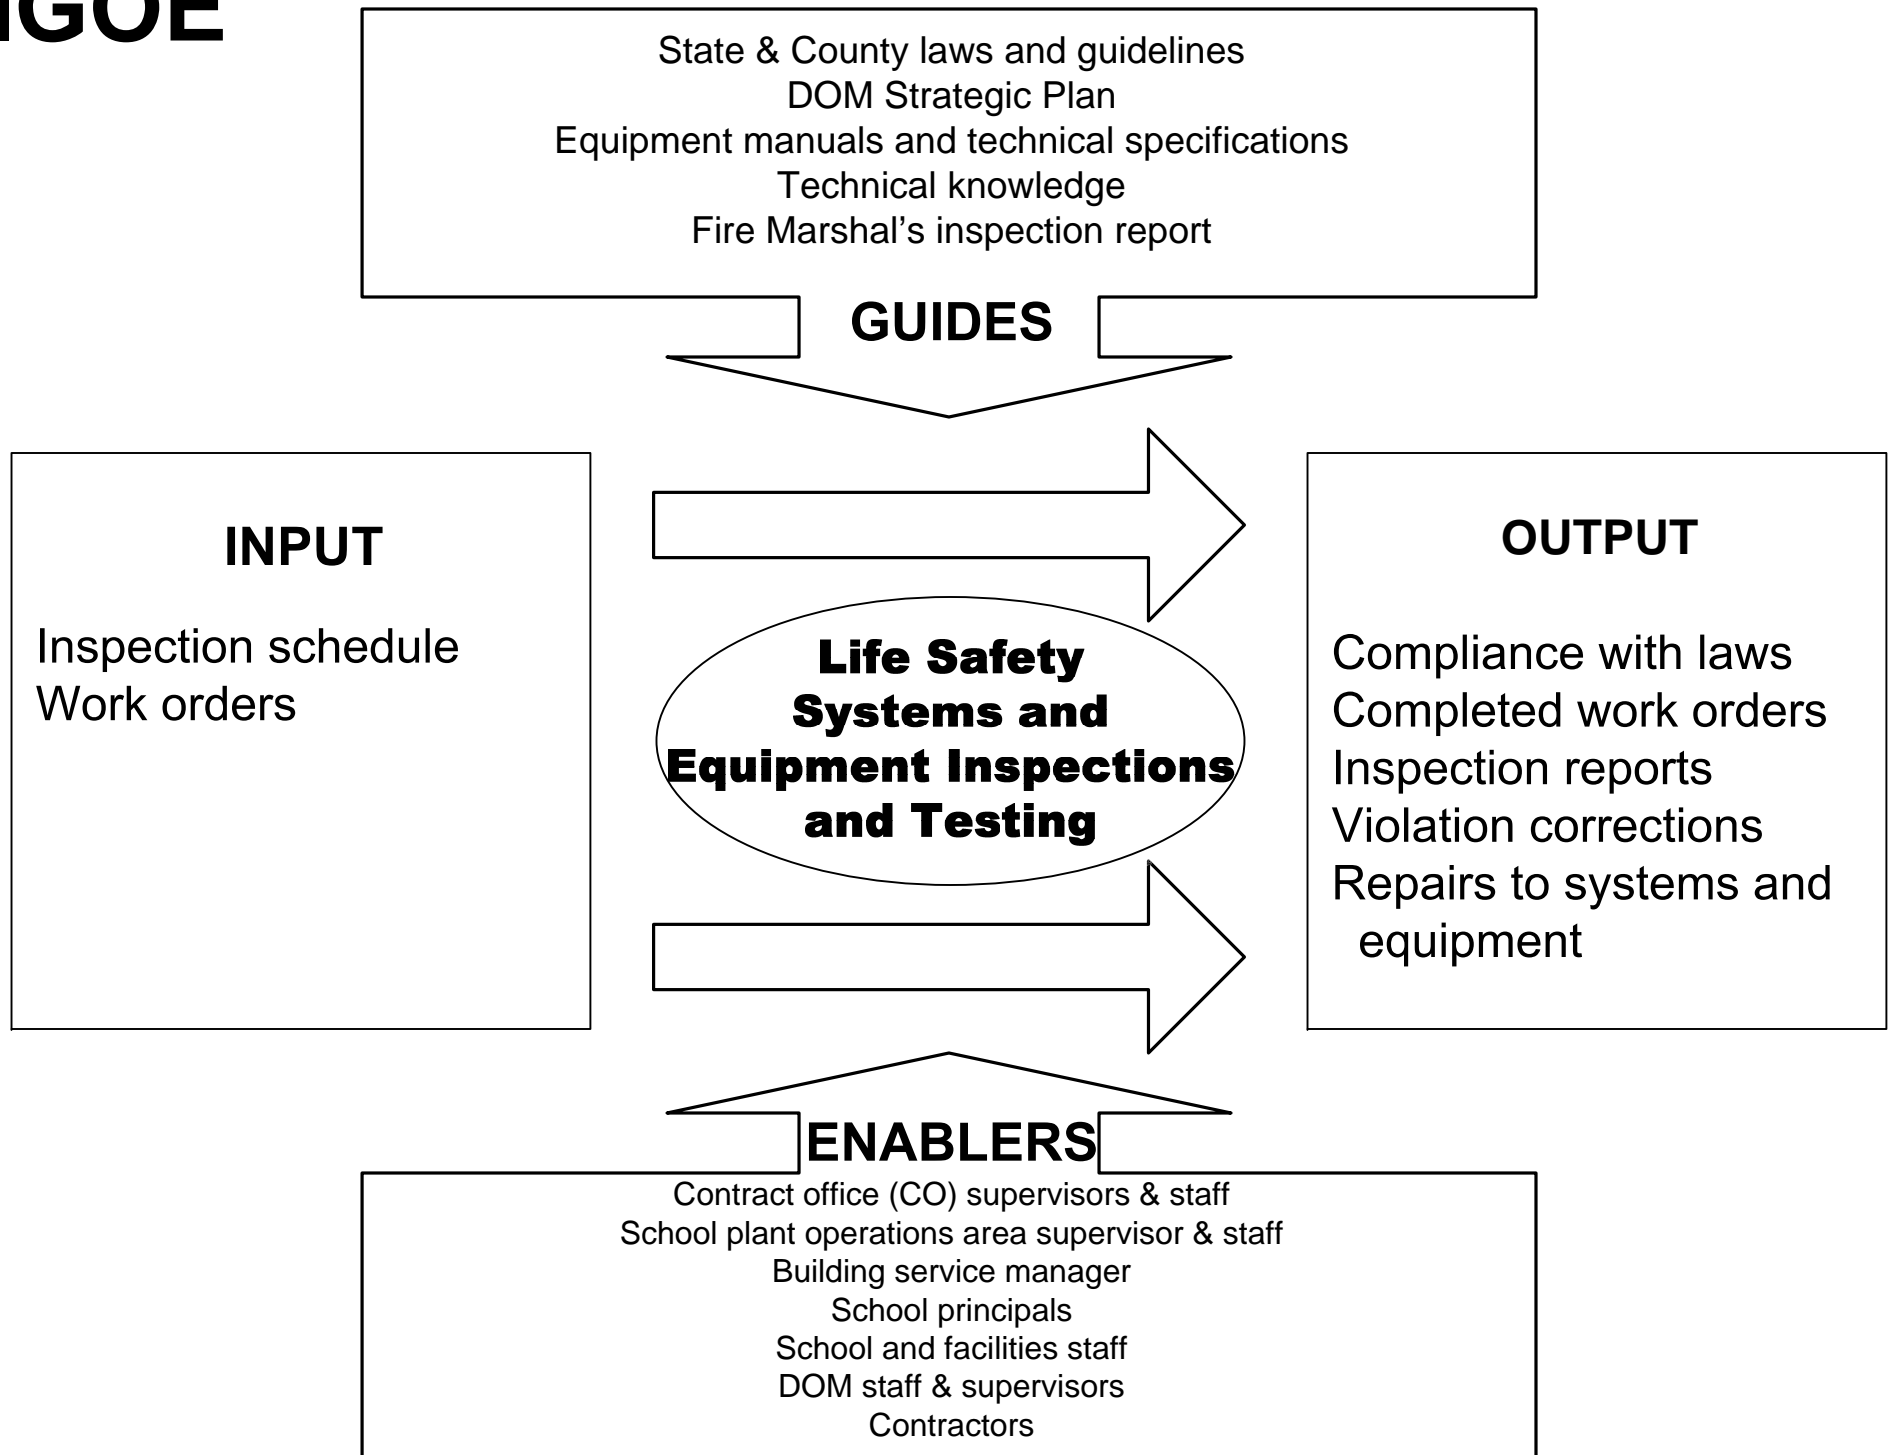 IGOE
State & County laws and guidelines
DOM Strategic Plan
Equipment manuals and technical specifications
Technical knowledge
Fire Marshal’s inspection report
GUIDES
INPUT
Inspection schedule
Work orders
Life Safety
Systems and
Equipment Inspections
and Testing
OUTPUT
Compliance with laws
Completed work orders
Inspection reports
Violation corrections
Repairs to systems and
equipment
ENABLERS
Contract office (CO) supervisors & staff
School plant operations area supervisor & staff
Building service manager
School principals
School and facilities staff
DOM staff & supervisors
Contractors